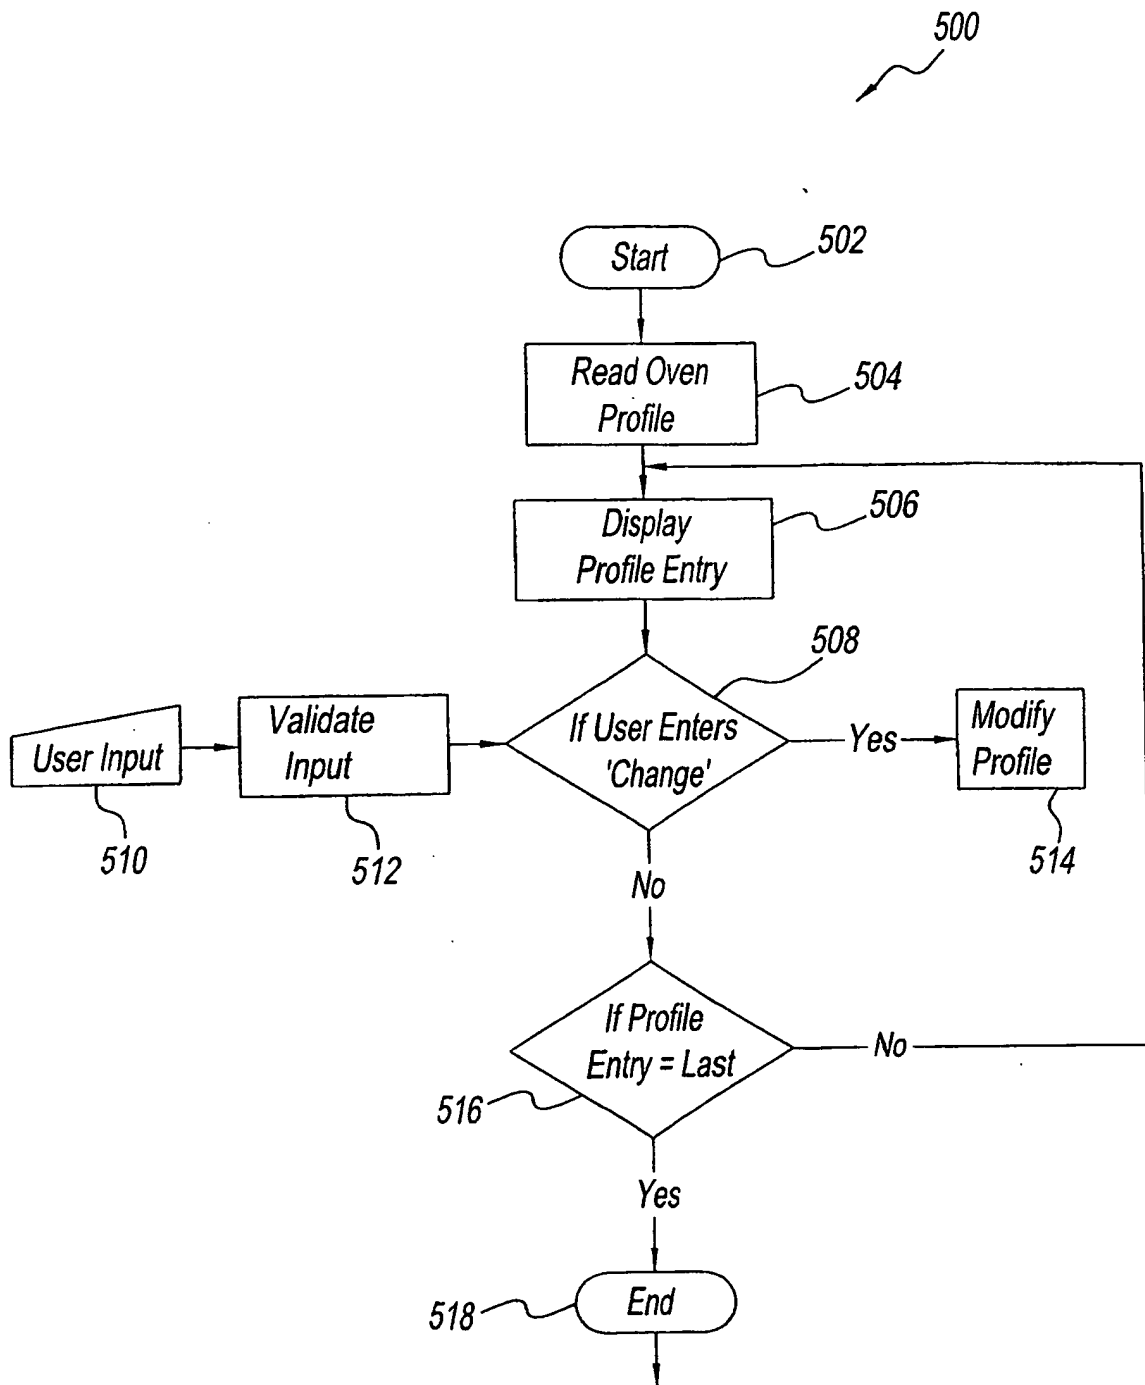 500
Start
502
Read Oven
Profile
504
Display
Profile Entry
506
508
User Input
510
Validate
Input
512
If User Enters
'Change'
Yes
Modify
Profile
514
No
If Profile
Entry = Last
516
No
Yes
End
518